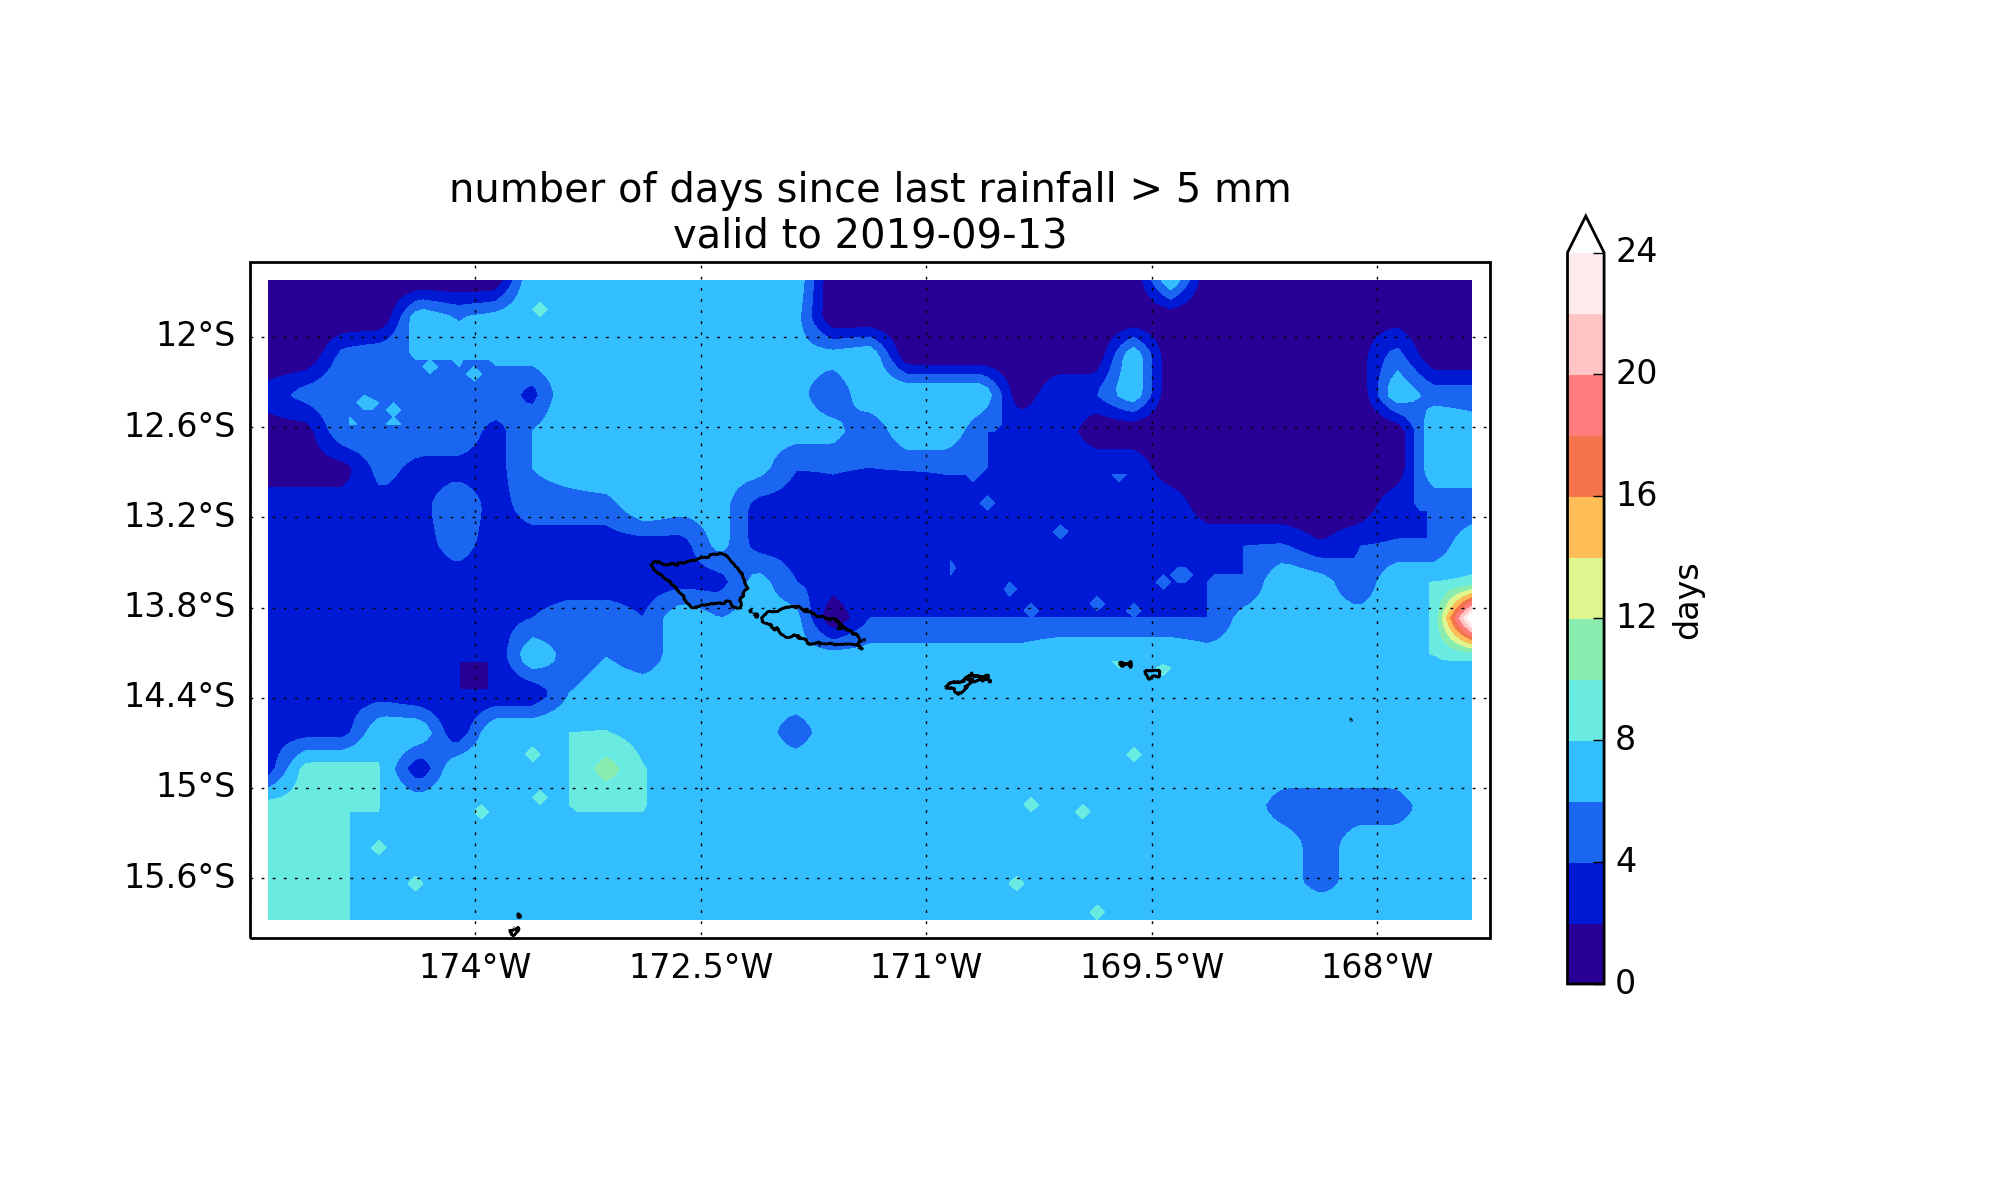 number of days since last rainfall > 5 mm
valid to 2019-09-13
12°S
12.6°S
13.2°S
13.8°S
14.4°S
15°S
15.6°S
174°W
172.5°W
171°W
169.5°W
168°W
24
20
16
12
8
4
0
days